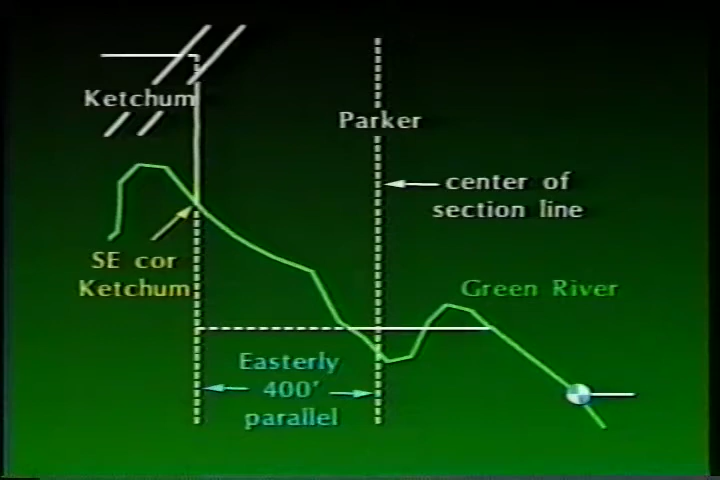 Ketchum
Parker
center of
section line
SE cor
Ketchum
Green River
Easterly
400'
parallel